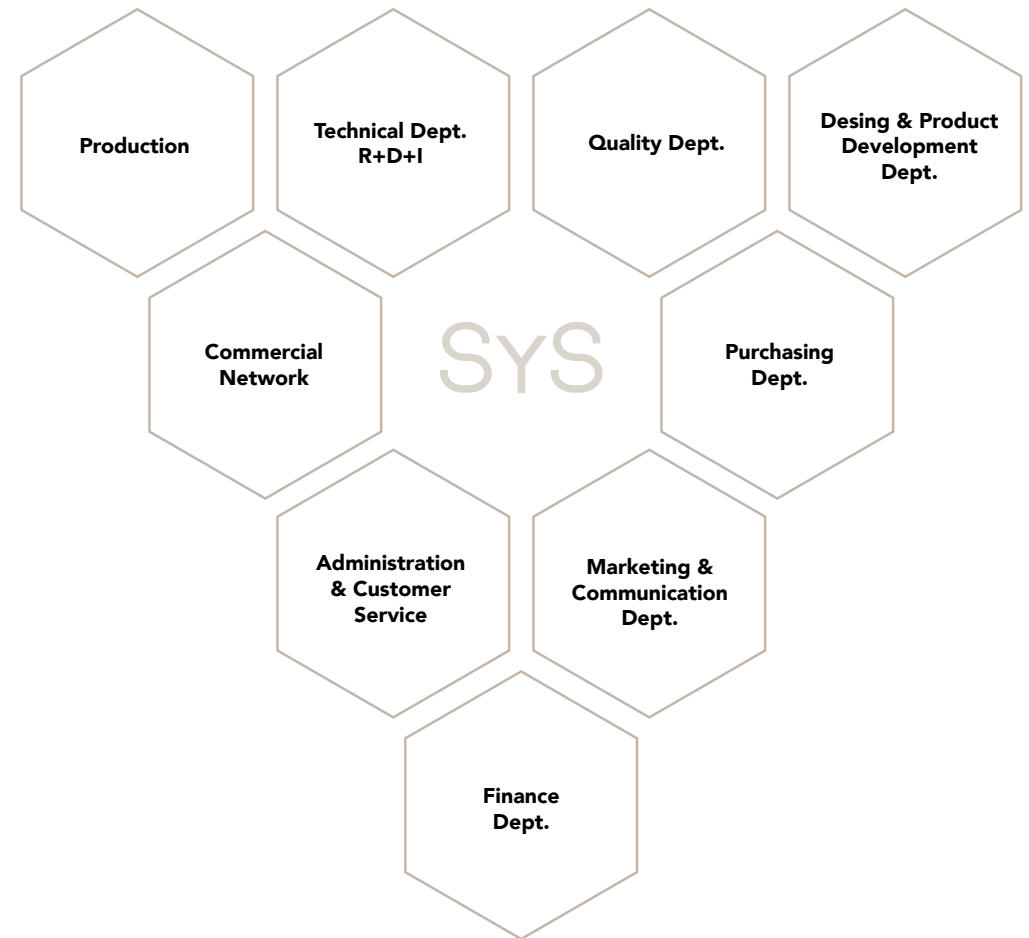 Production
Technical Dept.
R+D+I
Quality Dept.
Desing & Product
Development
Dept.
Commercial
Network
SyS
Purchasing
Dept.
Administration
& Customer
Service
Marketing &
Communication
Dept.
Finance
Dept.